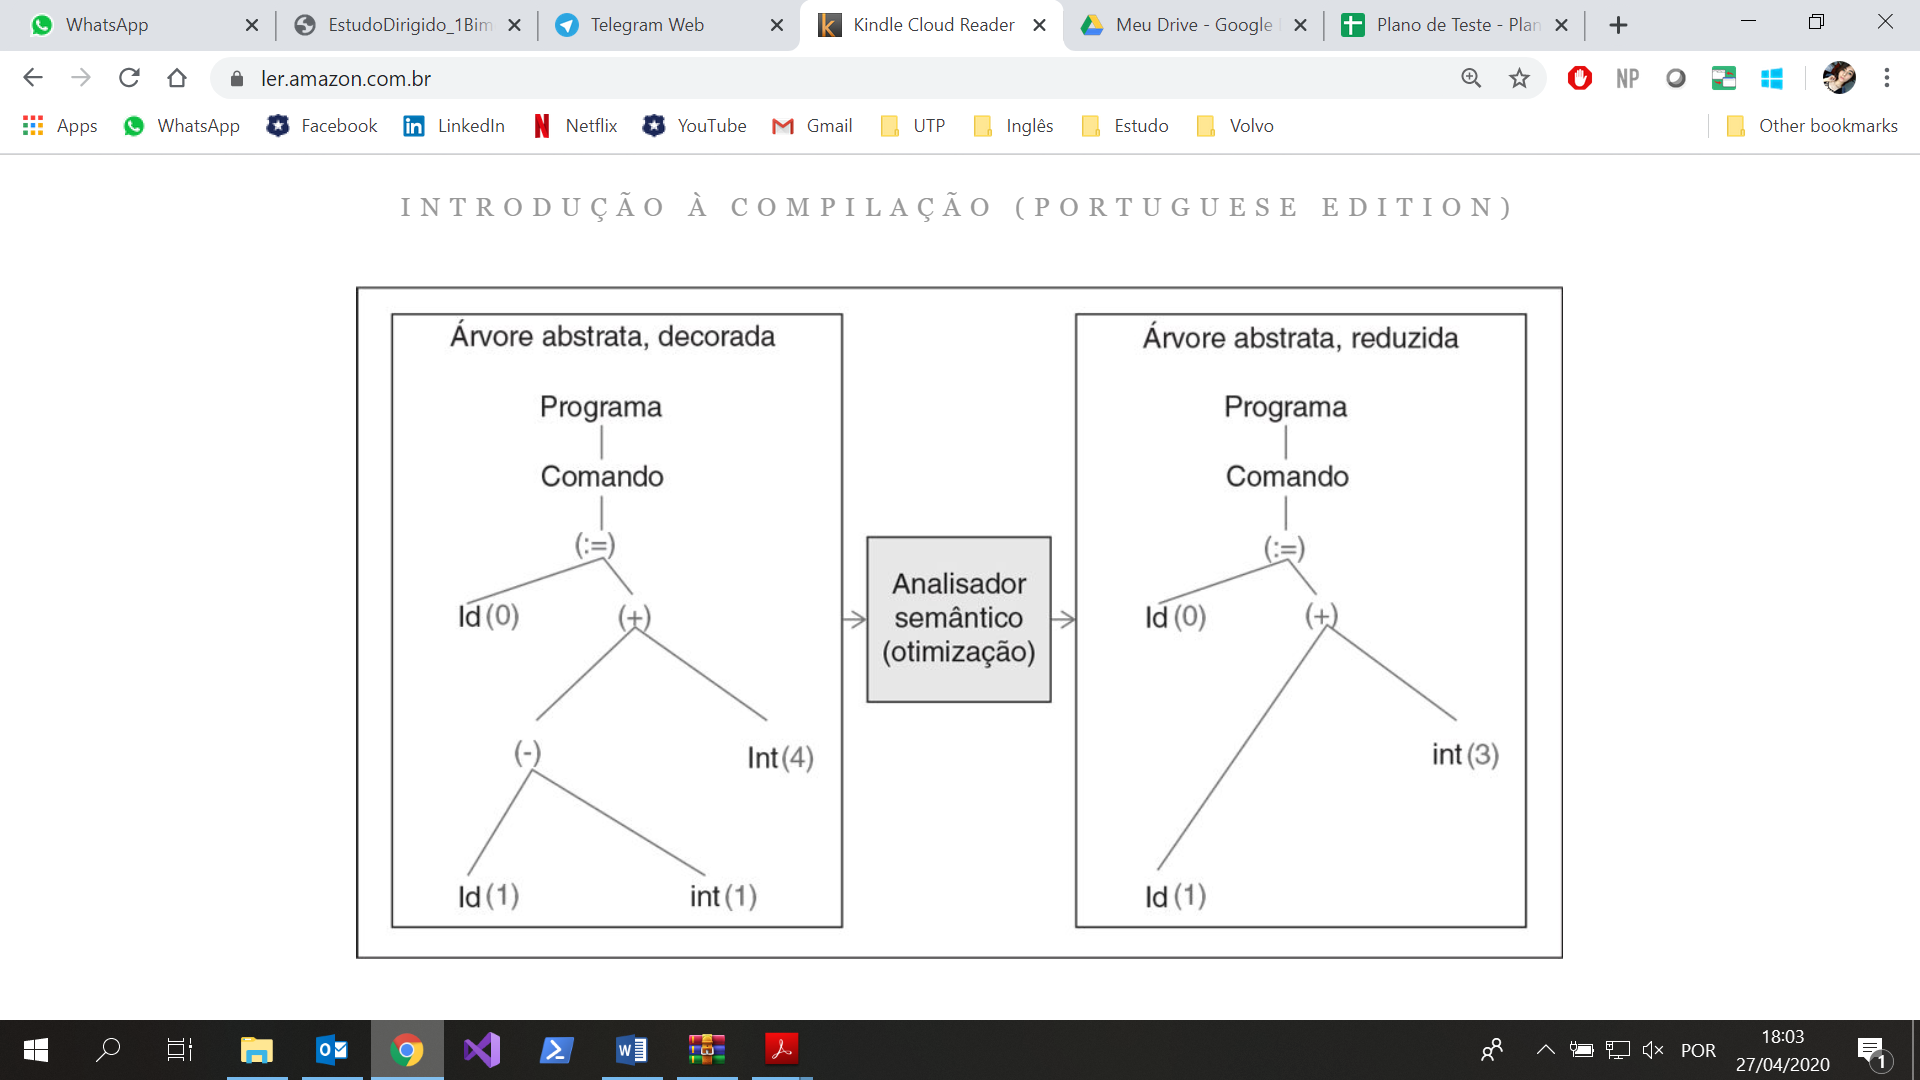 WhatsApp
EstudoDirigido_1Bim
Telegram Web
Kindle Cloud Reader
Meu Drive - Google
Plano de Teste - Plan
ler.amazon.com.br
NP
Apps
WhatsApp
Facebook
LinkedIn
Netflix
YouTube
Gmail
UTP
Inglês
Estudo
Volvo
Other bookmarks
INTRODUÇÃO À COMPILAÇÃO (PORTUGUESE EDITION)
Árvore abstrata, decorada
Programa
Comando
(:=)
Id (0)
(+)
(-)
Int (4)
Id (1)
int (1)
Analisador
semântico
(otimização)
Árvore abstrata, reduzida
Programa
Comando
(:=)
Id (0)
(+)
int (3)
Id (1)
POR
18:03
27/04/2020
1